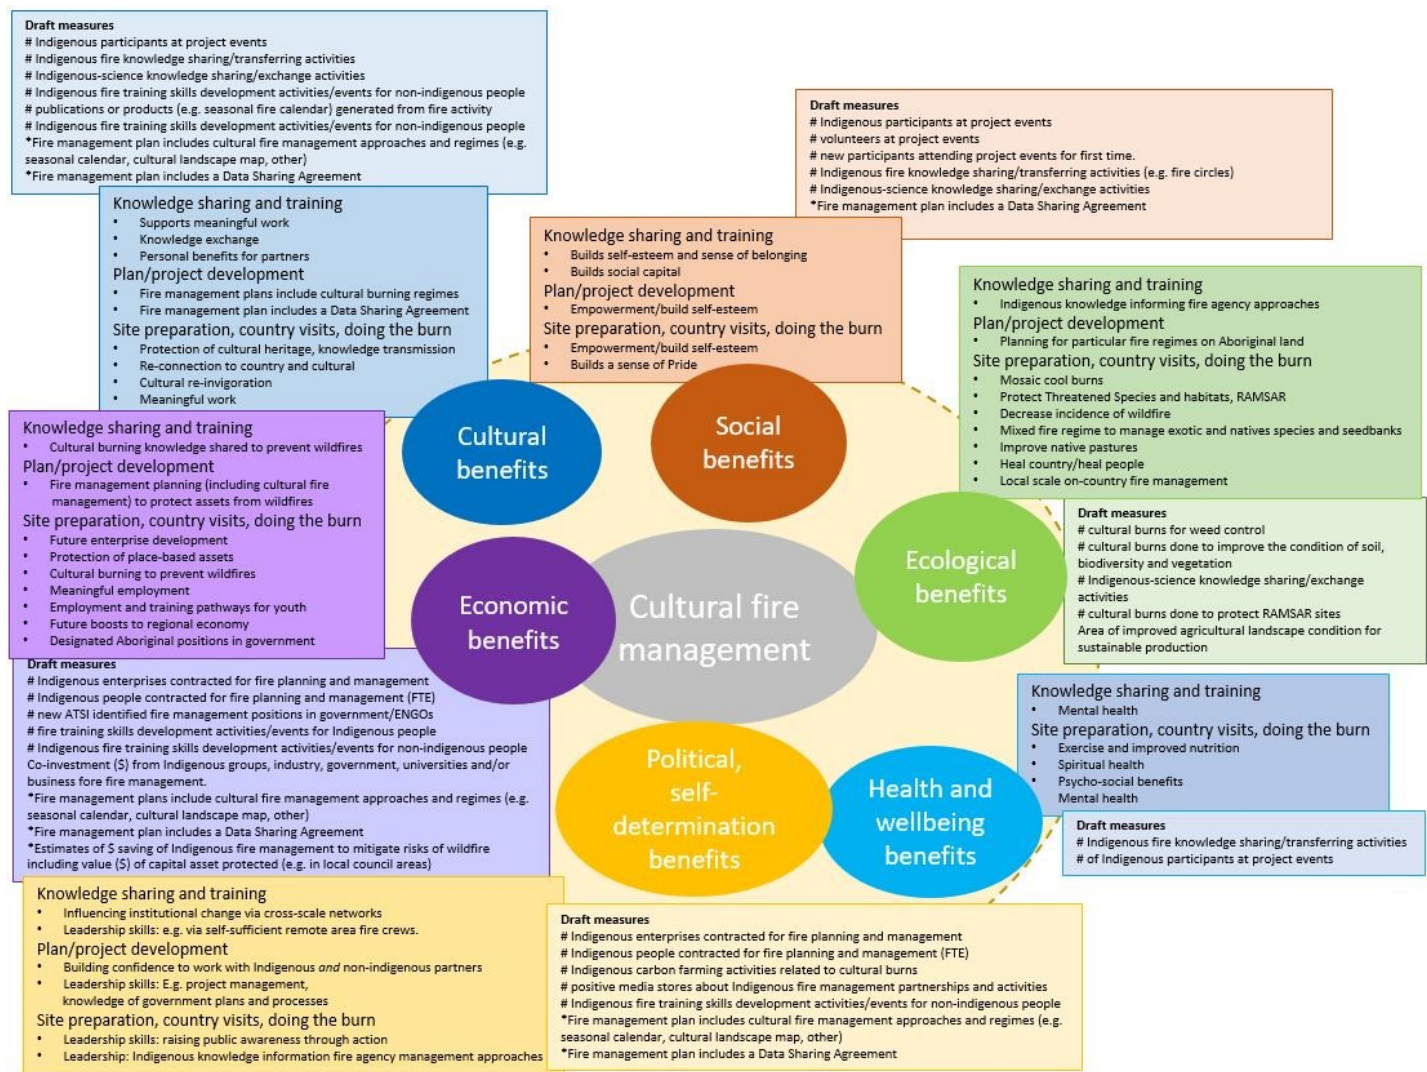 Draft measures
# Indigenous participants at project events
# Indigenous fire knowledge sharing/transferring activities
# Indigenous-science knowledge sharing/exchange activities
# Indigenous fire training skills development activities/events for non-indigenous people
# publications or products (e.g. seasonal fire calendar) generated from fire activity
# Indigenous fire training skills development activities/events for non-indigenous people
*Fire management plan includes cultural fire management approaches and regimes (e.g.
seasonal calendar, cultural landscape map, other)
*Fire management plan includes a Data Sharing Agreement
Knowledge sharing and training
• Supports meaningful work
• Knowledge exchange
• Personal benefits for partners
Plan/project development
• Fire management plans include cultural burning regimes
• Fire management plan includes a Data Sharing Agreement
Site preparation, country visits, doing the burn
• Protection of cultural heritage, knowledge transmission
• Re-connection to country and cultural
• Cultural re-invigoration
• Meaningful work
Draft measures
# Indigenous participants at project events
# volunteers at project events
# new participants attending project events for first time.
# Indigenous fire knowledge sharing/transferring activities (e.g. fire circles)
# Indigenous-science knowledge sharing/exchange activities
*Fire management plan includes a Data Sharing Agreement
Knowledge sharing and training
• Builds self-esteem and sense of belonging
• Builds social capital
Plan/project development
• Empowerment/build self-esteem
Site preparation, country visits, doing the burn
• Empowerment/build self-esteem
• Builds a sense of Pride
Knowledge sharing and training
• Indigenous knowledge informing fire agency approaches
Plan/project development
• Planning for particular fire regimes on Aboriginal land
Site preparation, country visits, doing the burn
• Mosaic cool burns
• Protect Threatened Species and habitats, RAMSAR
• Decrease incidence of wildfire
• Mixed fire regime to manage exotic and natives species and seedbanks
• Improve native pastures
• Heal country/heal people
• Local scale on-country fire management
Draft measures
# cultural burns for weed control
# cultural burns done to improve the condition of soil,
biodiversity and vegetation
# Indigenous-science knowledge sharing/exchange
activities
# cultural burns done to protect RAMSAR sites
Area of improved agricultural landscape condition for
sustainable production
Knowledge sharing and training
• Cultural burning knowledge shared to prevent wildfires
Plan/project development
• Fire management planning (including cultural fire
management) to protect assets from wildfires
Site preparation, country visits, doing the burn
• Future enterprise development
• Protection of place-based assets
• Cultural burning to prevent wildfires
• Meaningful employment
• Employment and training pathways for youth
• Future boosts to regional economy
• Designated Aboriginal positions in government
Draft measures
# Indigenous enterprises contracted for fire planning and management
# Indigenous people contracted for fire planning and management (FTE)
# new ATSI identified fire management positions in government/ENGOs
# fire training skills development activities/events for Indigenous people
# Indigenous fire training skills development activities/events for non-indigenous people
Co-investment ($) from Indigenous groups, industry, government, universities and/or
business fore fire management.
*Fire management plans include cultural fire management approaches and regimes (e.g.
seasonal calendar, cultural landscape map, other)
*Fire management plan includes a Data Sharing Agreement
*Estimates of $ saving of Indigenous fire management to mitigate risks of wildfire
including value ($) of capital asset protected (e.g. in local council areas)
Cultural
benefits
Social
benefits
Ecological
benefits
Economic
benefits
Cultural fire
management
Political,
self-
determination
benefits
Health and
wellbeing
benefits
Knowledge sharing and training
• Mental health
Site preparation, country visits, doing the burn
• Exercise and improved nutrition
• Spiritual health
• Psycho-social benefits
Mental health
Draft measures
# Indigenous fire knowledge sharing/transferring activities
# of Indigenous participants at project events
Knowledge sharing and training
• Influencing institutional change via cross-scale networks
• Leadership skills: e.g. via self-sufficient remote area fire crews.
Plan/project development
• Building confidence to work with Indigenous and non-indigenous partners
• Leadership skills: E.g. project management,
knowledge of government plans and processes
Site preparation, country visits, doing the burn
• Leadership skills: raising public awareness through action
• Leadership: Indigenous knowledge information fire agency management approaches
Draft measures
# Indigenous enterprises contracted for fire planning and management
# Indigenous people contracted for fire planning and management (FTE)
# Indigenous carbon farming activities related to cultural burns
# positive media stores about Indigenous fire management partnerships and activities
# Indigenous fire training skills development activities/events for non-indigenous people
*Fire management plan includes cultural fire management approaches and regimes (e.g.
seasonal calendar, cultural landscape map, other)
*Fire management plan includes a Data Sharing Agreement